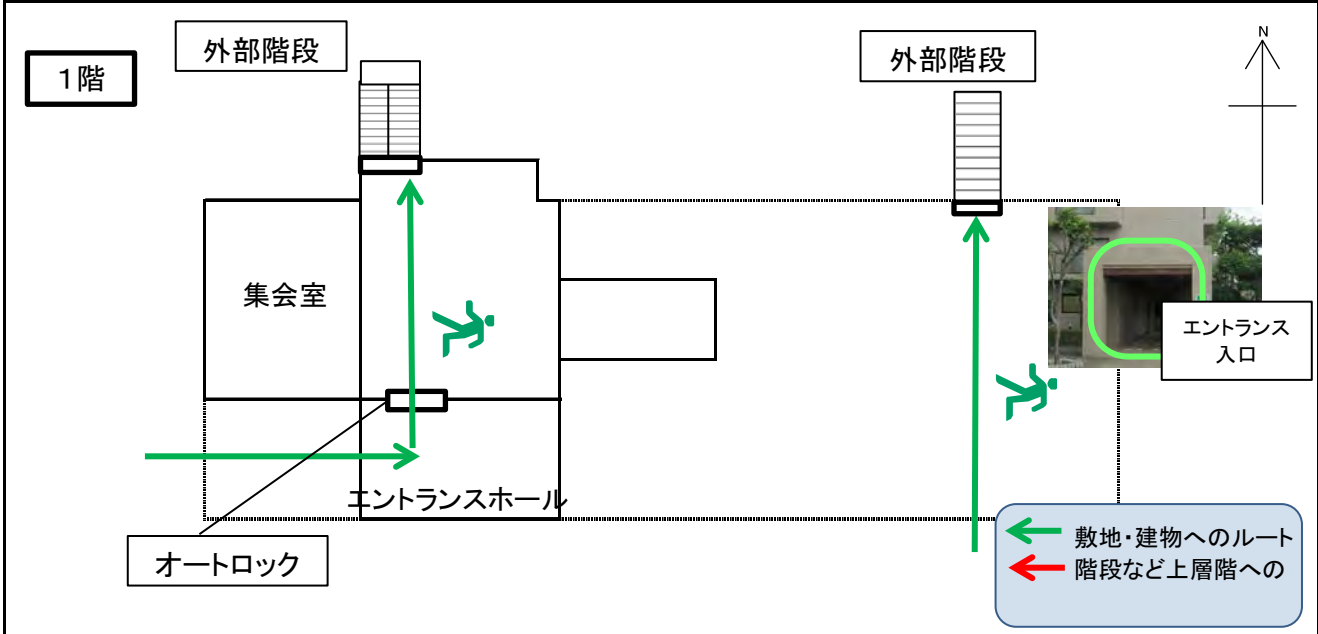 1階
外部階段
外部階段
N
集会室
エントランス
入口
エントランスホール
オートロック
敷地・建物へのルート
階段など上層階への